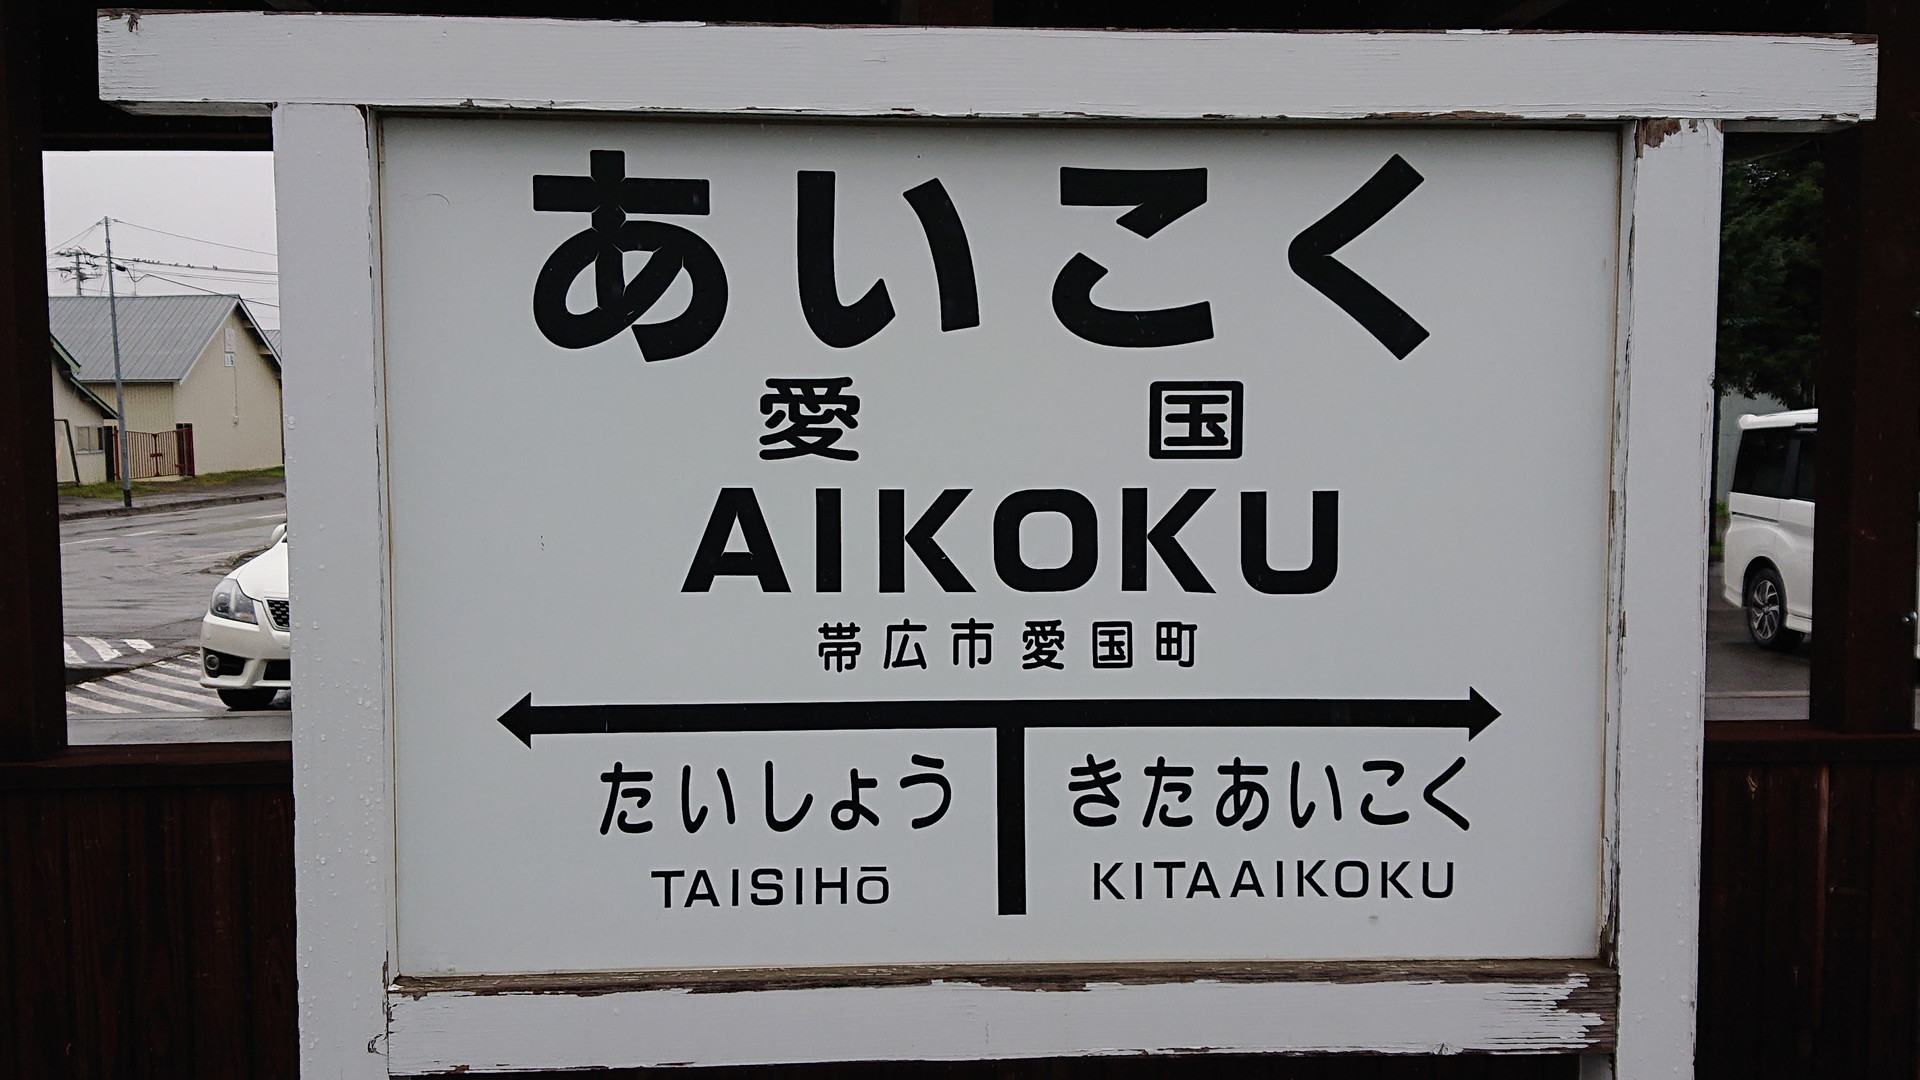 あいこく
愛国
AIKOKU
帯広市愛国町
たいしょう きたあいこく
TAISIHŌ KITAAIKOKU